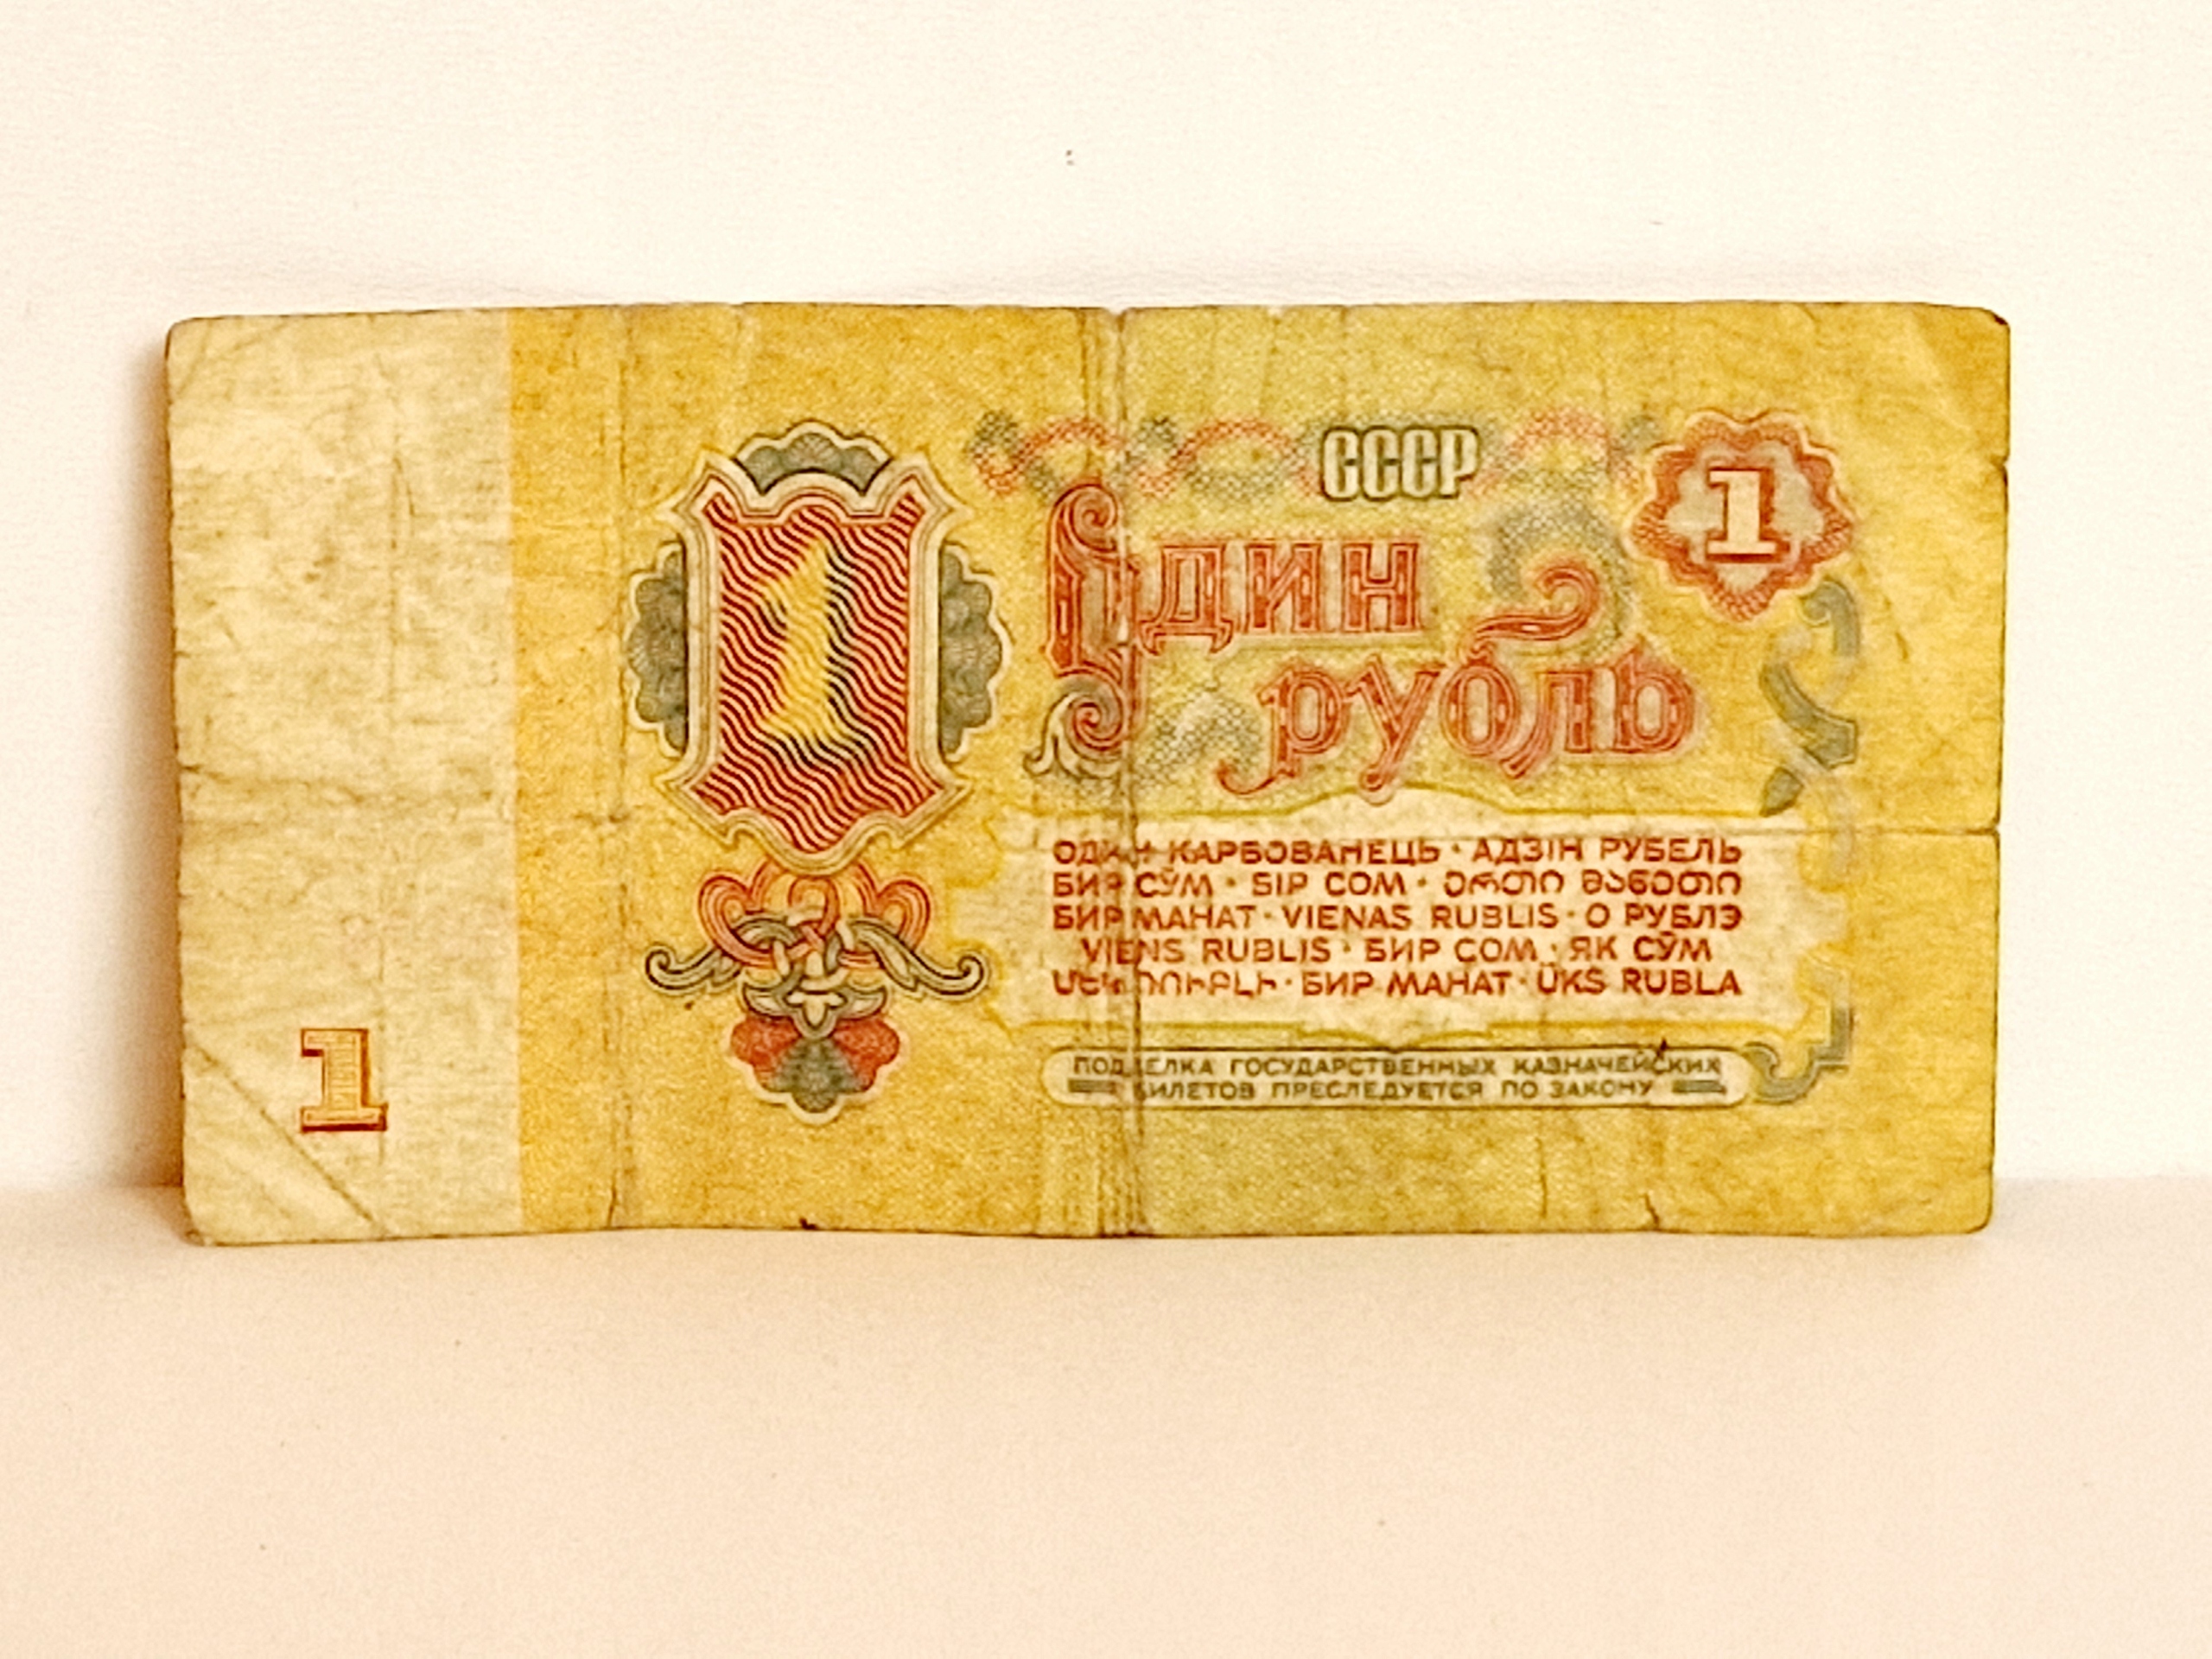 СССР
1
Один
рубль
1
ОДИН КАРБОВАНЕЦЬ · АДЗІН РУБЕЛЬ
БИР СЎМ · БІР СОМ · ᲔᲠᲗᲘ ᲛᲐᲜᲔᲗᲘ
БИР МАНАТ · VIENAS RUBLIS · О РУБЛЭ
VIENS RUBLIS · БИР СОМ · ЯК СӮМ
ՄԵԿ ՌՈՒԲԼԻ · БИР МАНАТ · ÜKS RUBLA
ПОДДЕЛКА ГОСУДАРСТВЕННЫХ КАЗНАЧЕЙСКИХ
БИЛЕТОВ ПРЕСЛЕДУЕТСЯ ПО ЗАКОНУ
1